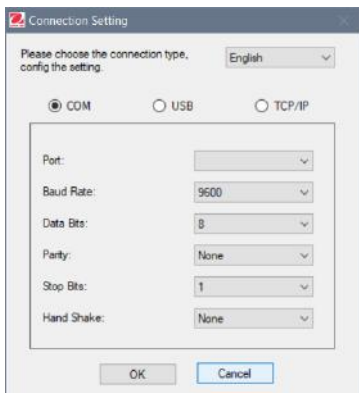 Connection Setting
Please choose the connection type,
config the setting.
English
COM
USB
TCP/IP
Port:
Baud Rate:
9600
Data Bits:
8
Parity:
None
Stop Bits:
1
Hand Shake:
None
OK
Cancel